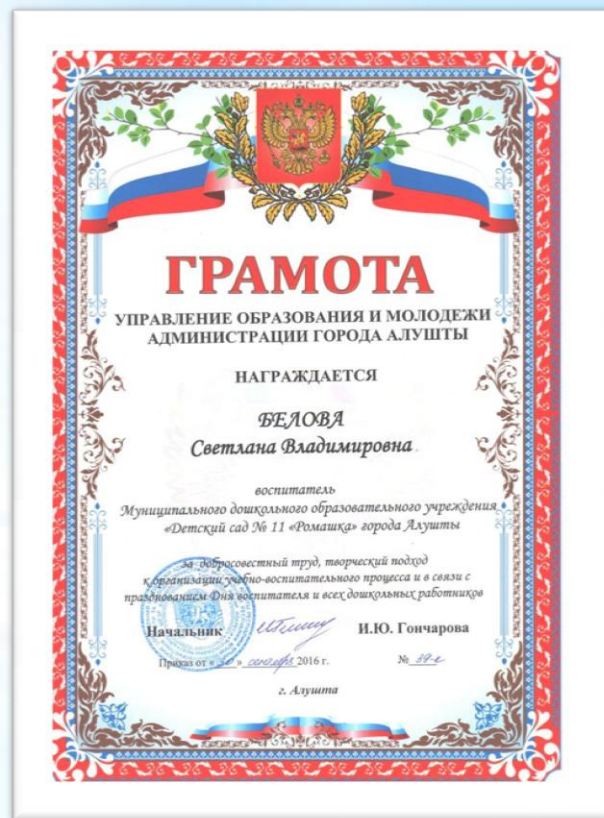 ГРАМОТА
УПРАВЛЕНИЕ ОБРАЗОВАНИЯ И МОЛОДЕЖИ
АДМИНИСТРАЦИИ ГОРОДА АЛУШТЫ
НАГРАЖДАЕТСЯ
БЕЛОВА
Светлана Владимировна
воспитатель
Муниципального дошкольного образовательного учреждения
«Детский сад № 11 «Ромашка» города Алушты
за добросовестный труд, творческий подход
к организации учебно-воспитательного процесса и в связи с
празднованием Дня воспитателя и всех дошкольных работников
Начальник И.Ю. Гончарова
Приказ от « » 2016 г. №
г. Алушта